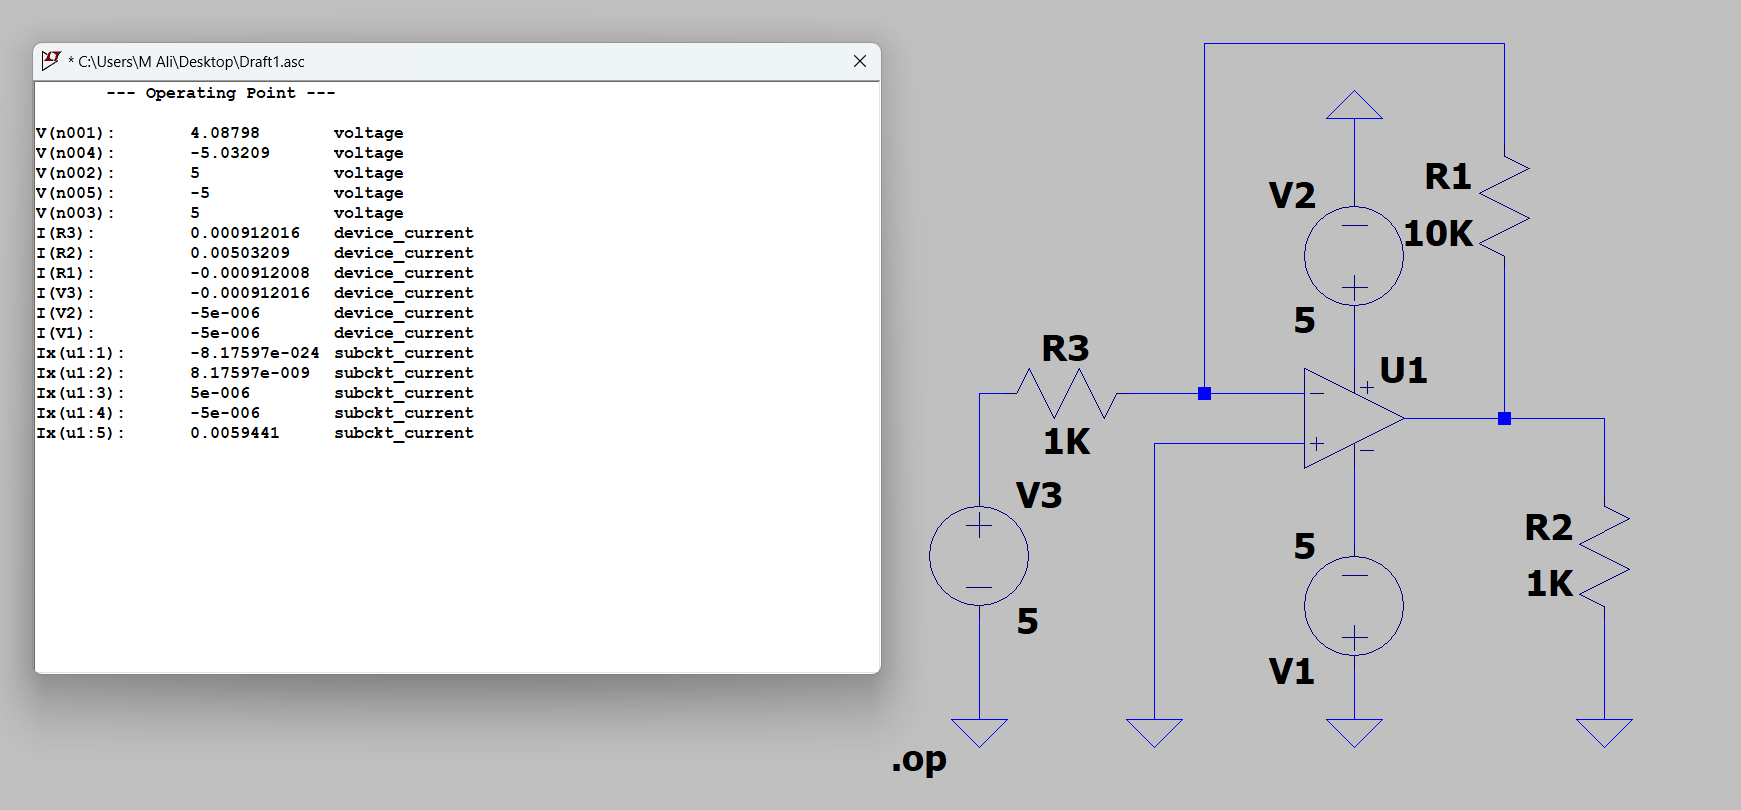 * C:\Users\M Ali\Desktop\Draft1.asc
--- Operating Point ---
V(n001): 4.08798 voltage
V(n004): -5.03209 voltage
V(n002): 5 voltage
V(n005): -5 voltage
V(n003): 5 voltage
I(R3): 0.000912016 device_current
I(R2): 0.00503209 device_current
I(R1): -0.000912008 device_current
I(V3): -0.000912016 device_current
I(V2): -5e-006 device_current
I(V1): -5e-006 device_current
Ix(u1:1): -8.17597e-024 subckt_current
Ix(u1:2): 8.17597e-009 subckt_current
Ix(u1:3): 5e-006 subckt_current
Ix(u1:4): -5e-006 subckt_current
Ix(u1:5): 0.0059441 subckt_current
V2
5
R1
10K
R3
1K
U1
V3
5
5
V1
R2
1K
.op